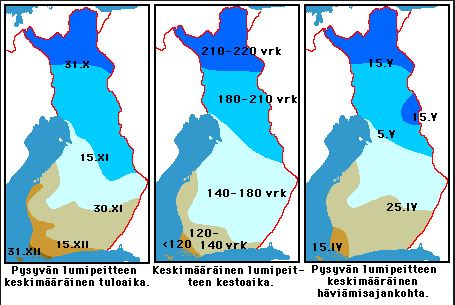 31.X
15.XI
30.XI
15.XII
31.XII
Pysyvän lumipeitteen
keskimääräinen tuloaika.
210-220 vrk
180-210 vrk
140-180 vrk
120-
140 vrk
<120
Keskimääräinen lumipeit-
teen kestoaika.
15.V
15.V
5.V
25.IV
15.IV
Pysyvän lumipeitteen
keskimääräinen
häviämisajankohta.